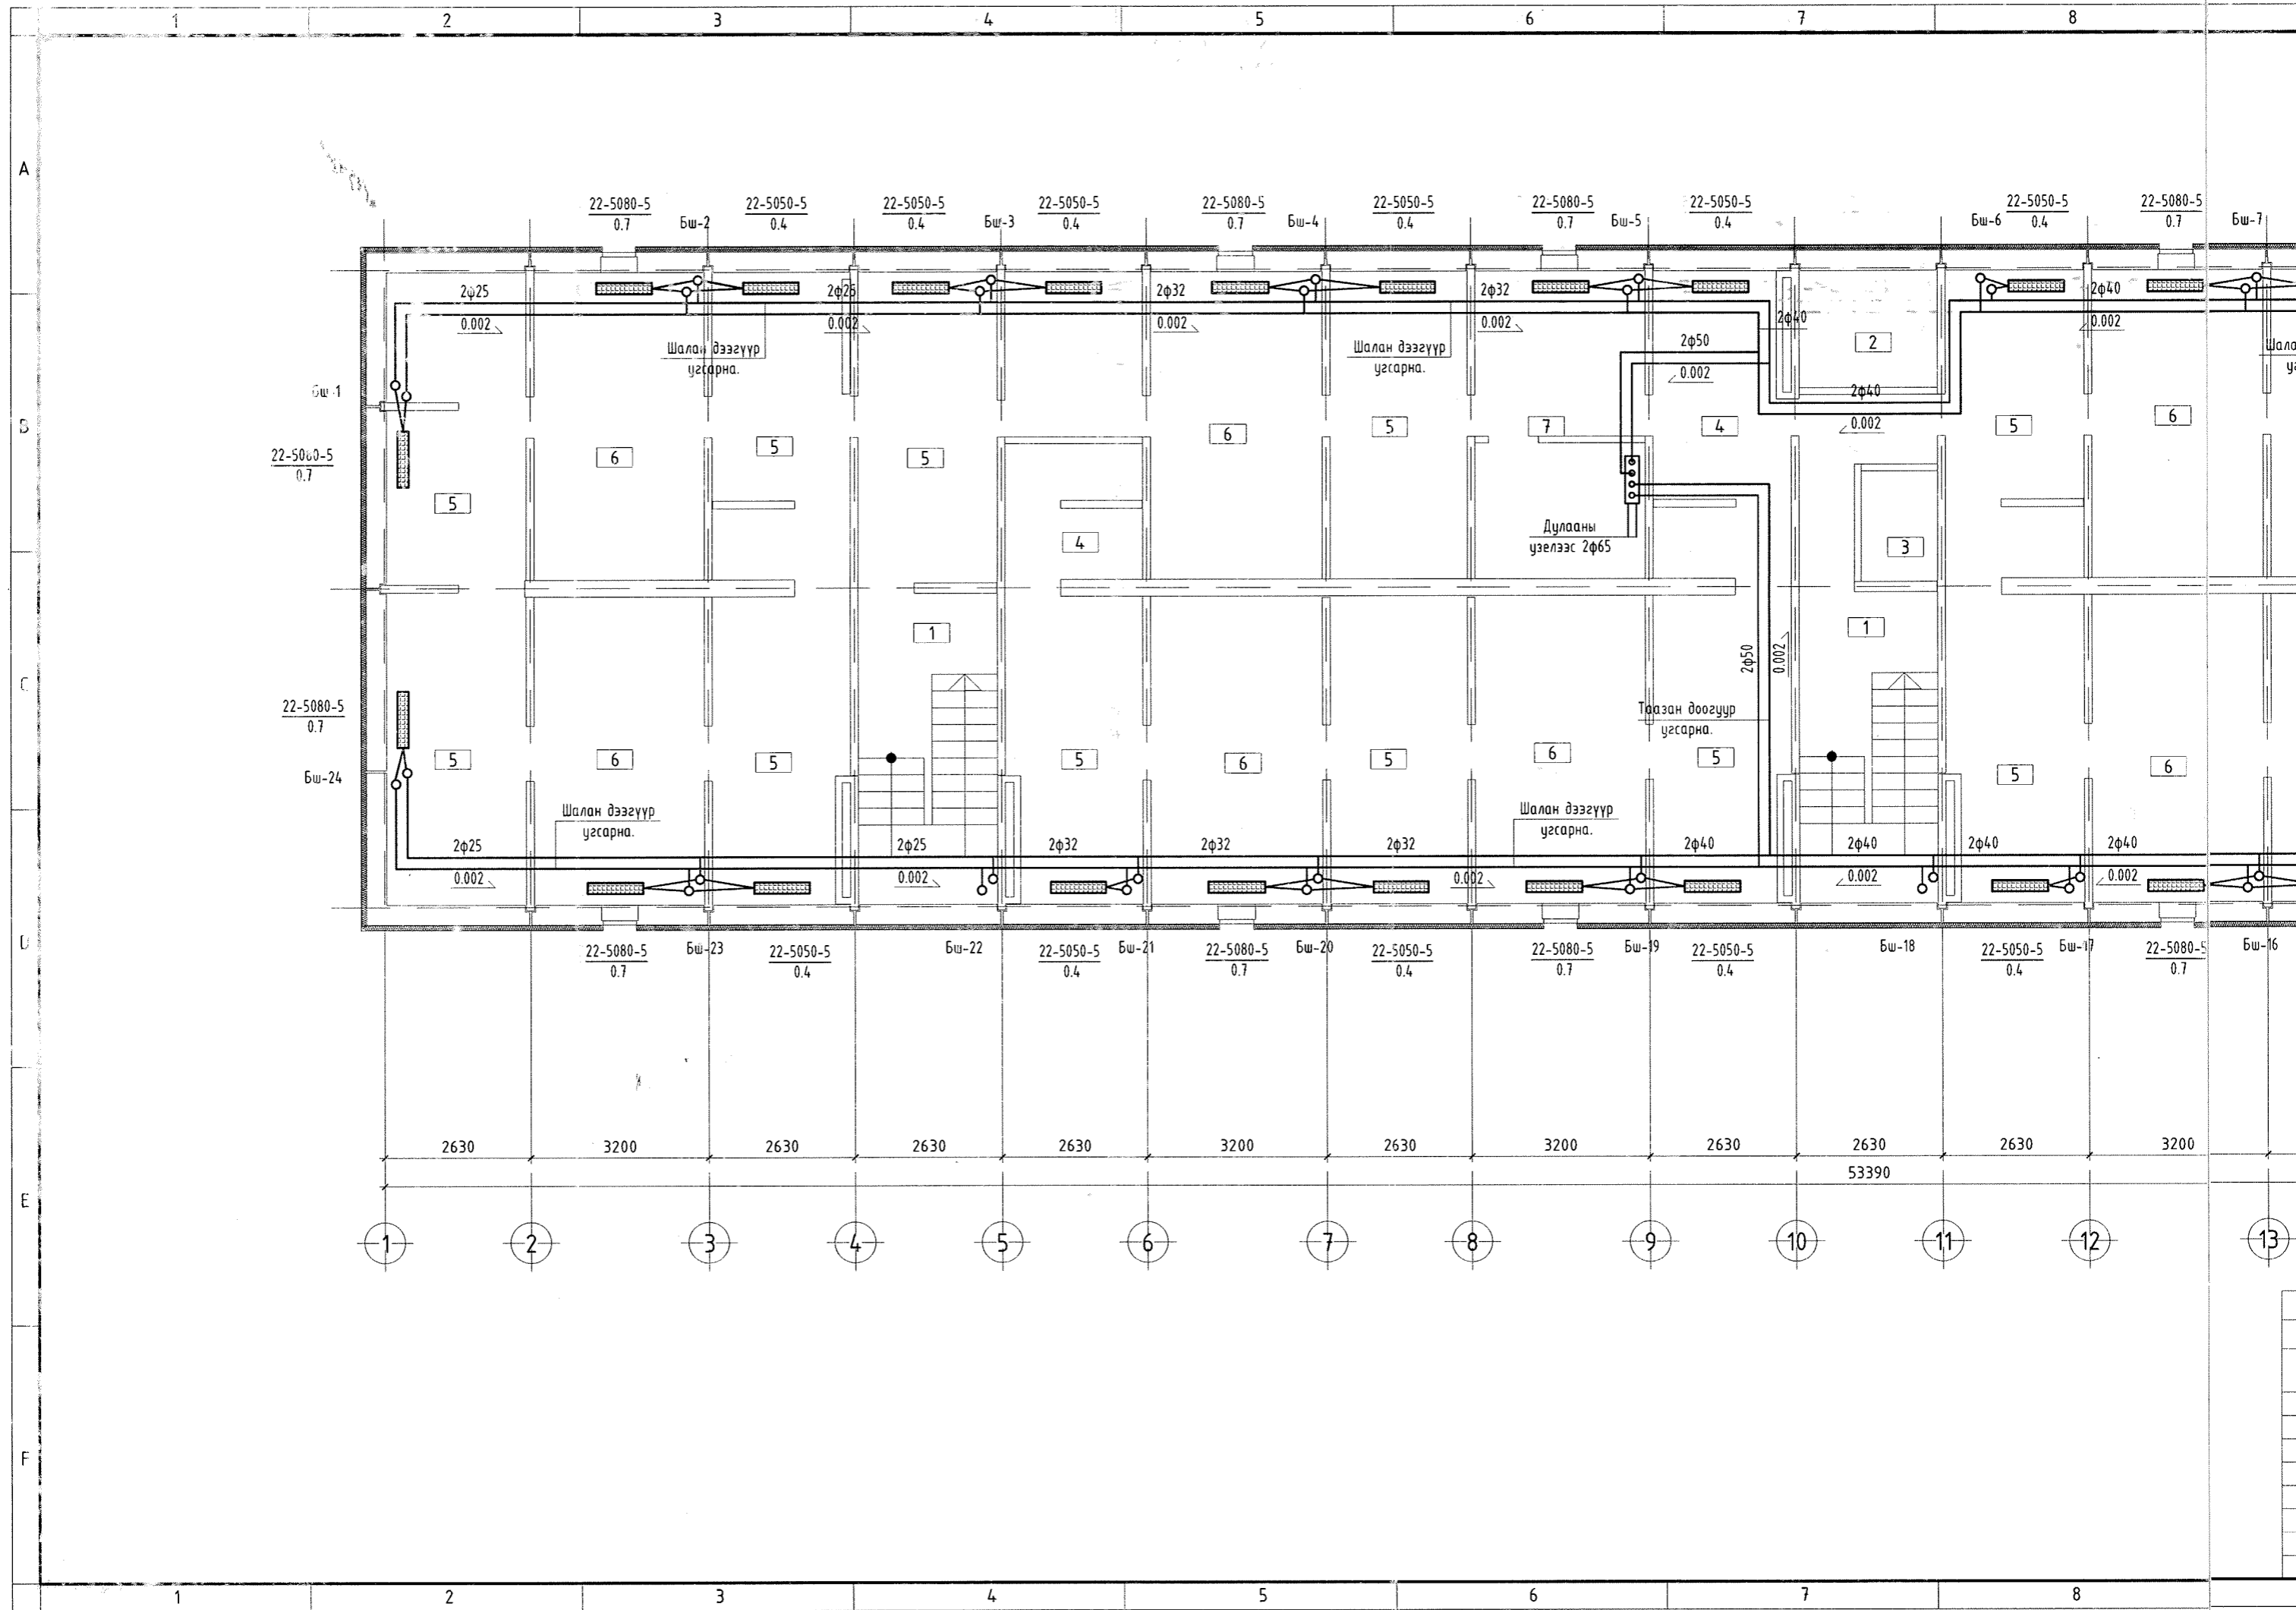 1 2 3 4 5 6 7 8
A
22-5080-5 22-5050-5 22-5050-5 22-5050-5 22-5080-5 22-5050-5 22-5080-5 22-5050-5 22-5050-5 22-5080-5
0.7 Бш-2 0.4 0.4 Бш-3 0.4 0.7 Бш-4 0.4 0.7 Бш-5 0.4 Бш-6 0.4 0.7 Бш-7
2ф25 2ф25 2ф32 2ф32 2ф40
0.002 0.002 0.002 0.002 2ф40 0.002
Шалан дээгүүр
угсарна.
Шалан дээгүүр
угсарна.
2ф50
0.002
2
2ф40
0.002
Бш-1
B
22-5080-5
0.7
6 5 5 6 5 7 4 5 6
5
4
3
Дулааны
узелээс 2ф65
1
1
2ф50
0.002
C
22-5080-5
0.7
Бш-24
Таазан доогуур
угсарна.
5 6 5 5 6 5 6 5 5 6
Шалан дээгүүр
угсарна.
Шалан дээгүүр
угсарна.
2ф25 2ф25 2ф32 2ф32 2ф32 2ф40 2ф40 2ф40 2ф40
0.002 0.002 0.002 0.002 0.002
D
22-5080-5 Бш-23 22-5050-5 Бш-22 22-5050-5 Бш-21 22-5080-5 Бш-20 22-5050-5 22-5080-5 Бш-19 22-5050-5 Бш-18 22-5050-5 Бш-17 22-5080-5 Бш-16
0.7 0.4 0.4 0.7 0.4 0.7 0.4 0.4 0.7
2630 3200 2630 2630 2630 3200 2630 3200 2630 2630 2630 3200
53390
E
1 2 3 4 5 6 7 8 9 10 11 12 13
F
1 2 3 4 5 6 7 8